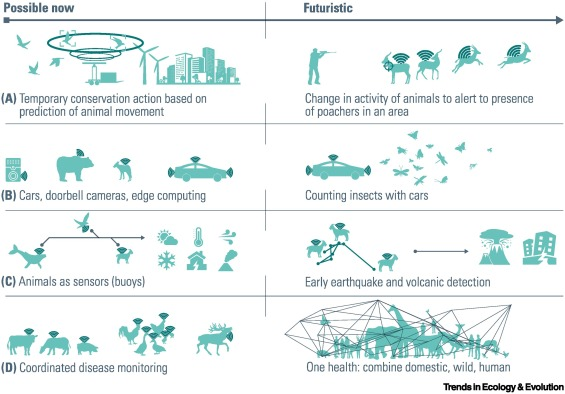 Possible now
Futuristic
(A) Temporary conservation action based on
prediction of animal movement
Change in activity of animals to alert to presence
of poachers in an area
(B) Cars, doorbell cameras, edge computing
Counting insects with cars
(C) Animals as sensors (buoys)
Early earthquake and volcanic detection
(D) Coordinated disease monitoring
One health: combine domestic, wild, human
Trends in Ecology & Evolution